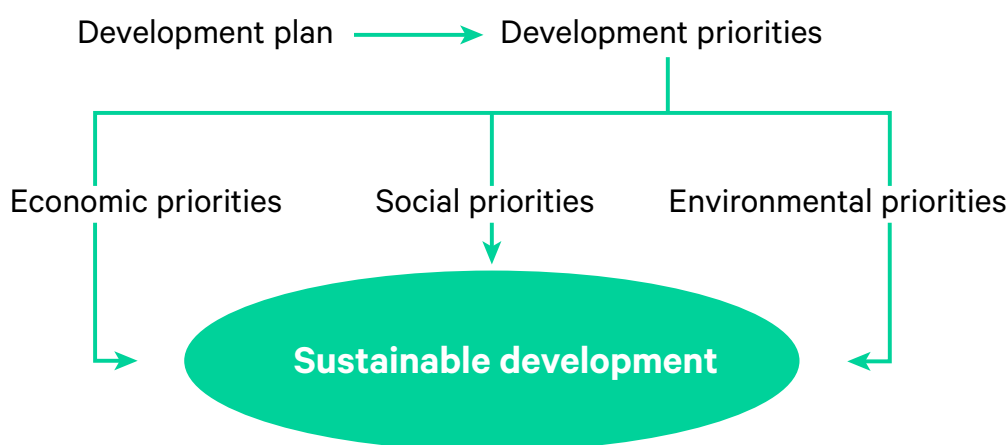 Development plan
Development priorities
Economic priorities
Social priorities
Environmental priorities
Sustainable development